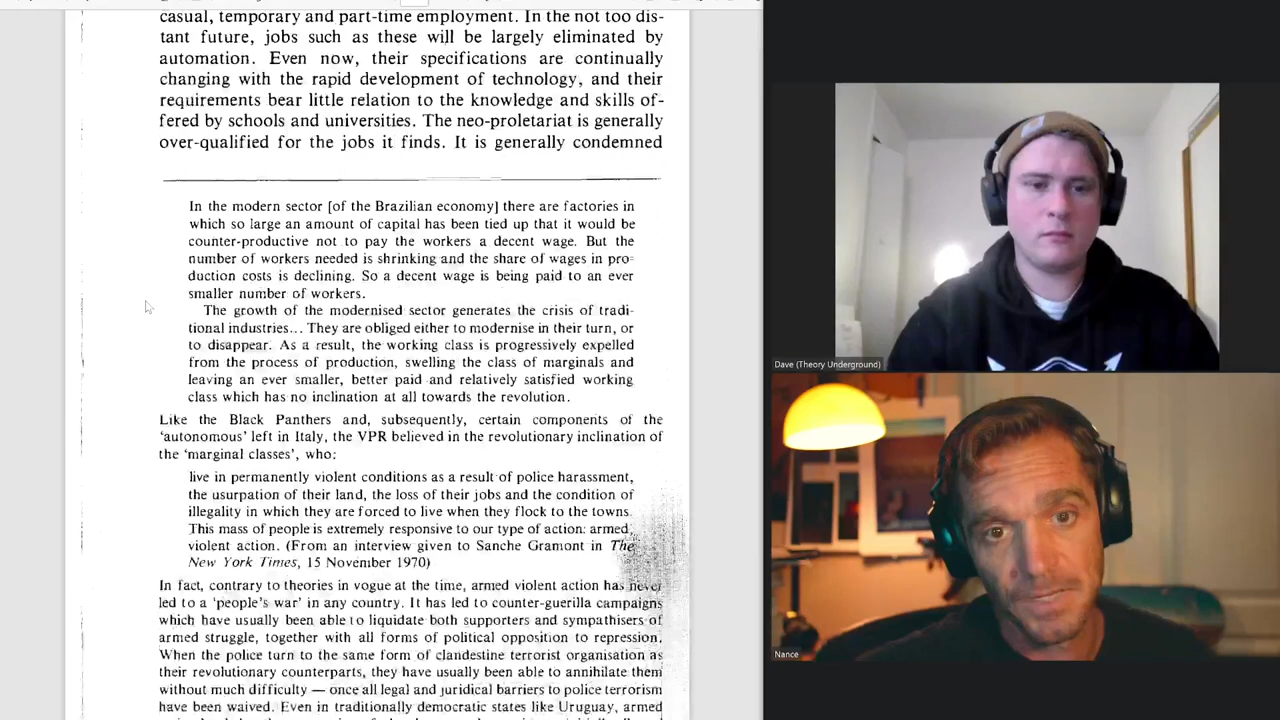 casual, temporary and part-time employment. In the not too dis-
tant future, jobs such as these will be largely eliminated by
automation. Even now, their specifications are continually
changing with the rapid development of technology, and their
requirements bear little relation to the knowledge and skills of-
fered by schools and universities. The neo-proletariat is generally
over-qualified for the jobs it finds. It is generally condemned
In the modern sector [of the Brazilian economy] there are factories in
which so large an amount of capital has been tied up that it would be
counter-productive not to pay the workers a decent wage. But the
number of workers needed is shrinking and the share of wages in pro-
duction costs is declining. So a decent wage is being paid to an ever
smaller number of workers.
The growth of the modernised sector generates the crisis of tradi-
tional industries... They are obliged either to modernise in their turn, or
to disappear. As a result, the working class is progressively expelled
from the process of production, swelling the class of marginals and
leaving an ever smaller, better paid and relatively satisfied working
class which has no inclination at all towards the revolution.
Like the Black Panthers and, subsequently, certain components of the
'autonomous' left in Italy, the VPR believed in the revolutionary inclination of
the 'marginal classes', who:
live in permanently violent conditions as a result of police harassment,
the usurpation of their land, the loss of their jobs and the condition of
illegality in which they are forced to live when they flock to the towns.
This mass of people is extremely responsive to our type of action: armed,
violent action. (From an interview given to Sanche Gramont in The
New York Times, 15 November 1970)
In fact, contrary to theories in vogue at the time, armed violent action has never
led to a 'people's war' in any country. It has led to counter-guerilla campaigns
which have usually been able to liquidate both supporters and sympathisers of
armed struggle, together with all forms of political opposition to repression.
When the police turn to the same form of clandestine terrorist organisation as
their revolutionary counterparts, they have usually been able to annihilate them
without much difficulty — once all legal and juridical barriers to police terrorism
have been waived. Even in traditionally democratic states like Uruguay, armed
Dave (Theory Underground)
Nance